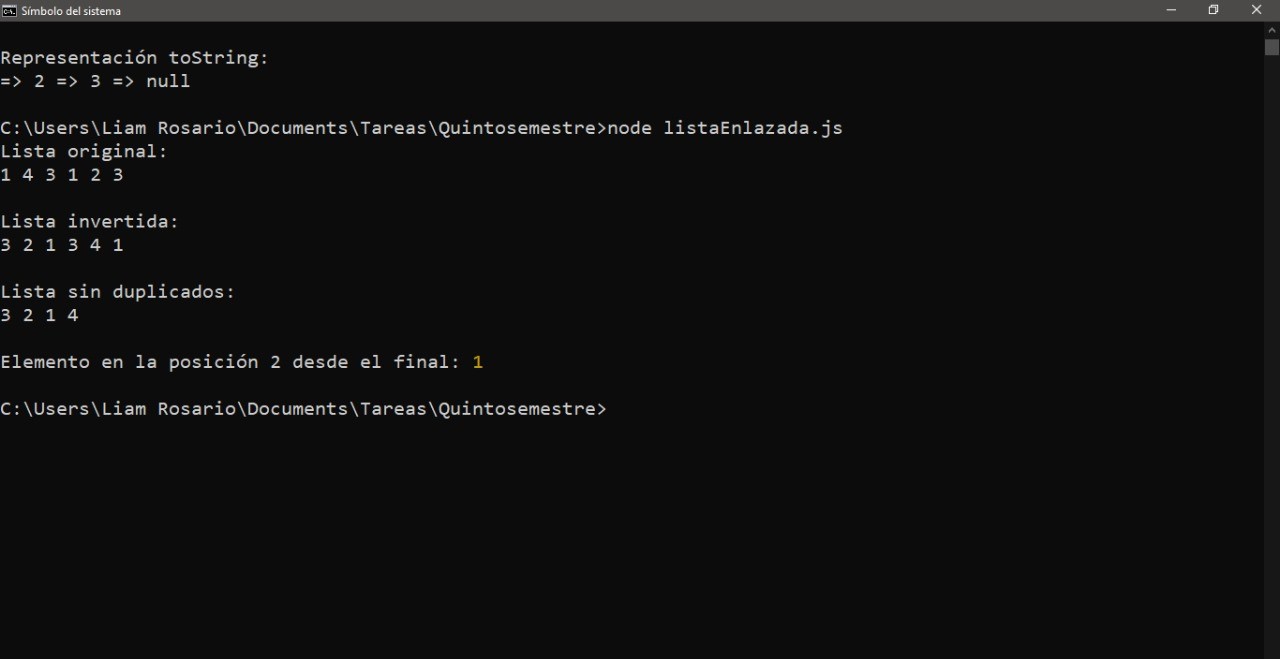 Símbolo del sistema
Representación toString:
=> 2 => 3 => null
C:\Users\Liam Rosario\Documents\Tareas\Quintosemestre>node listaEnlazada.js
Lista original:
1 4 3 1 2 3
Lista invertida:
3 2 1 3 4 1
Lista sin duplicados:
3 2 1 4
Elemento en la posición 2 desde el final: 1
C:\Users\Liam Rosario\Documents\Tareas\Quintosemestre>